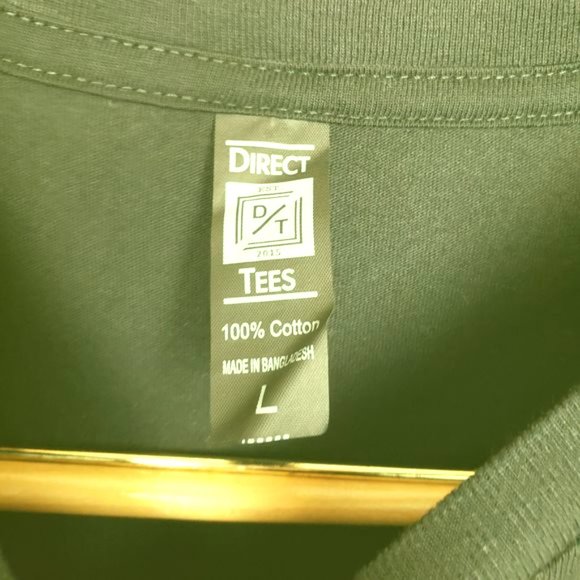 DIRECT
EST
D/T
2015
TEES
100% Cotton
MADE IN BANGLADESH
L